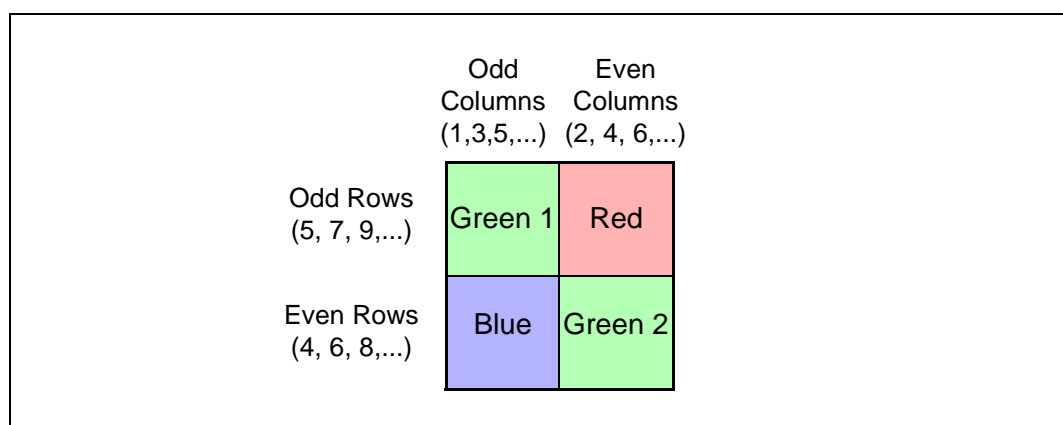 Odd Even
Columns Columns
(1,3,5,...) (2, 4, 6,...)
Odd Rows
(5, 7, 9,...)
Green 1 Red
Even Rows
(4, 6, 8,...)
Blue Green 2